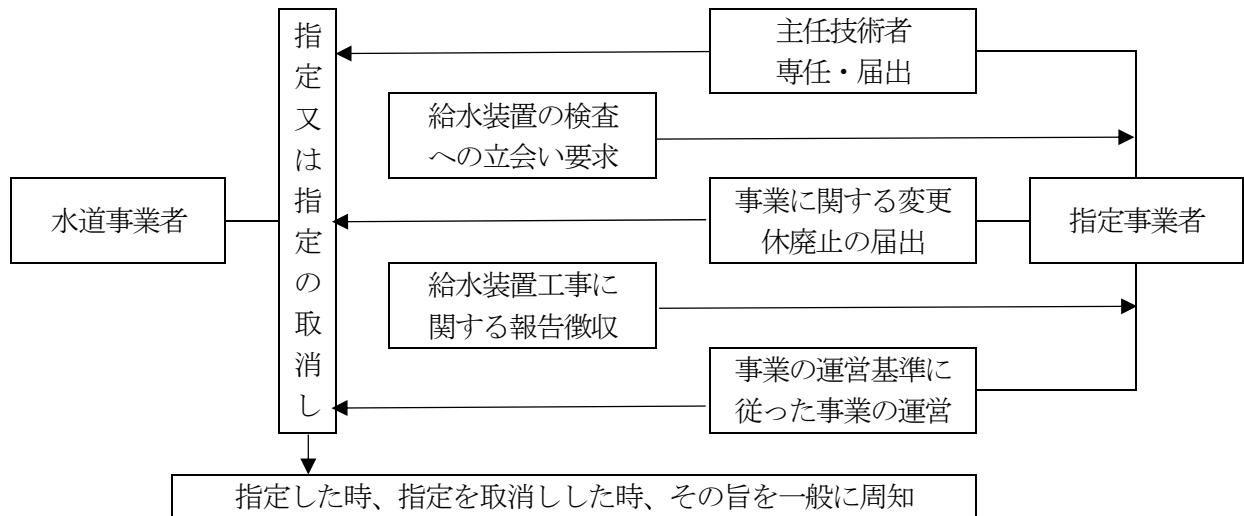 主任技術者
専任・届出
給水装置の検査
への立会い要求
水道事業者
指定又は指定の取消し
事業に関する変更
休廃止の届出
指定事業者
給水装置工事に
関する報告徴収
事業の運営基準に
従った事業の運営
指定した時、指定を取消しした時、その旨を一般に周知